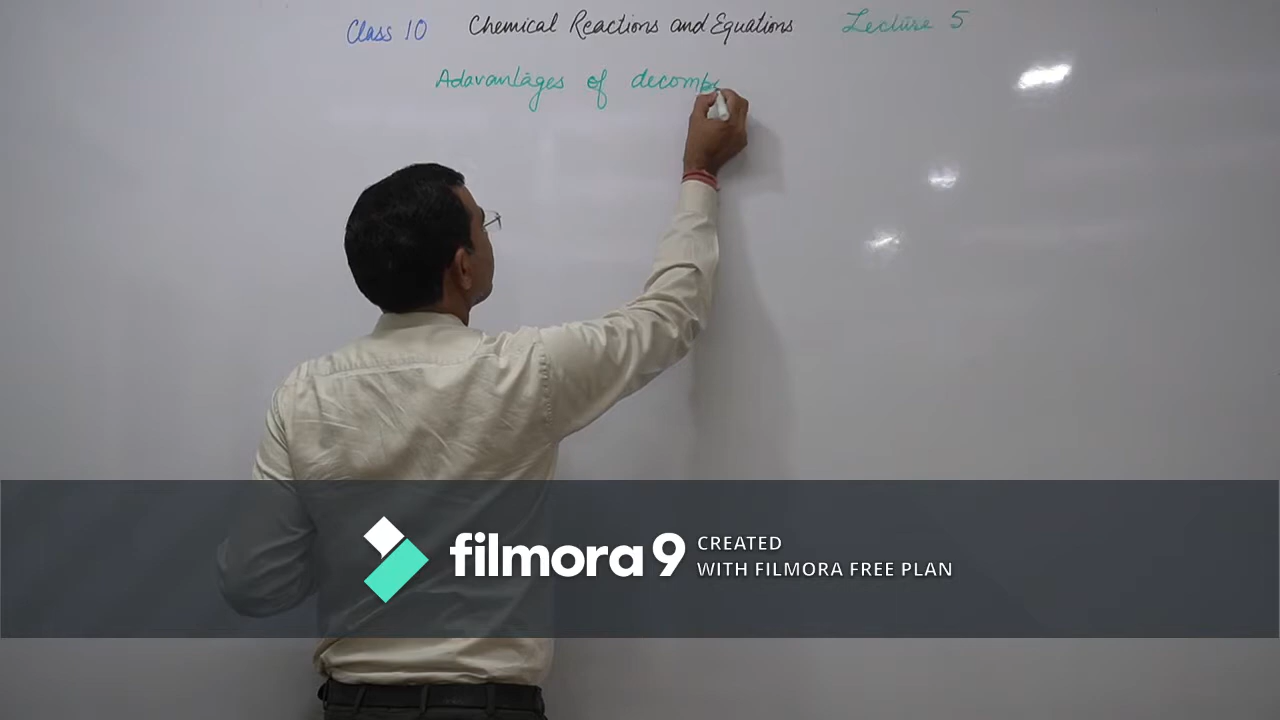 Class 10 Chemical Reactions and Equations Lecture 5
Adavantages of decomp
filmora 9 CREATED
WITH FILMORA FREE PLAN